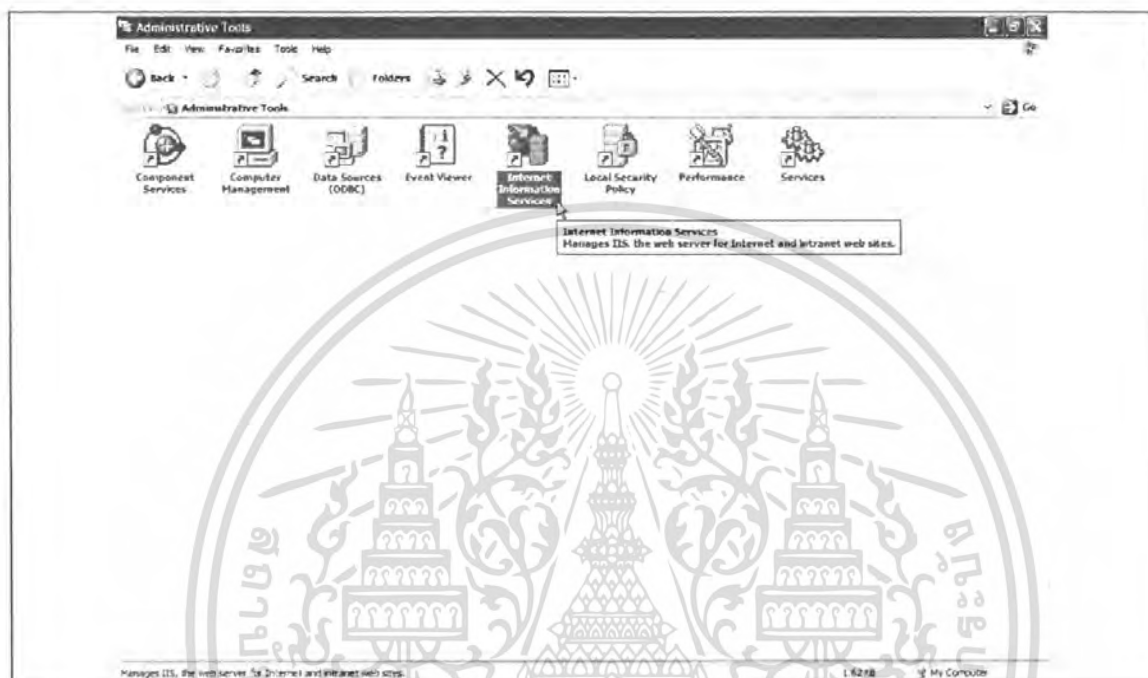 Administrative Tools
File Edit View Favorites Tools Help
Back Search Folders
Administrative Tools Go
Component Services
Computer Management
Data Sources (ODBC)
Event Viewer
Internet Information Services
Local Security Policy
Performance
Services
Internet Information Services
Manages IIS, the web server for Internet and intranet web sites.
Manages IIS, the web server for Internet and intranet web sites. 1.62 KB My Computer